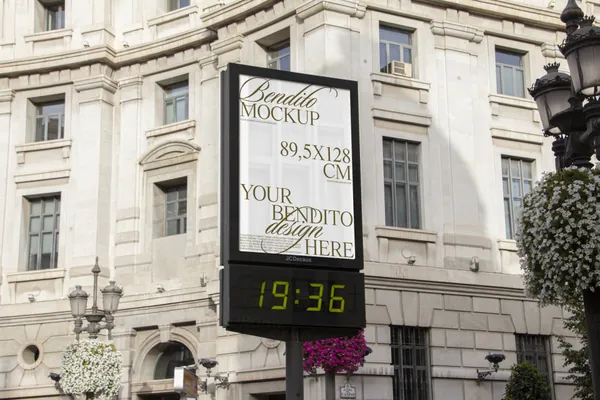 Bendito
MOCKUP
89,5X128
CM
YOUR
BENDITO
design
HERE
JCDecaux
19:36